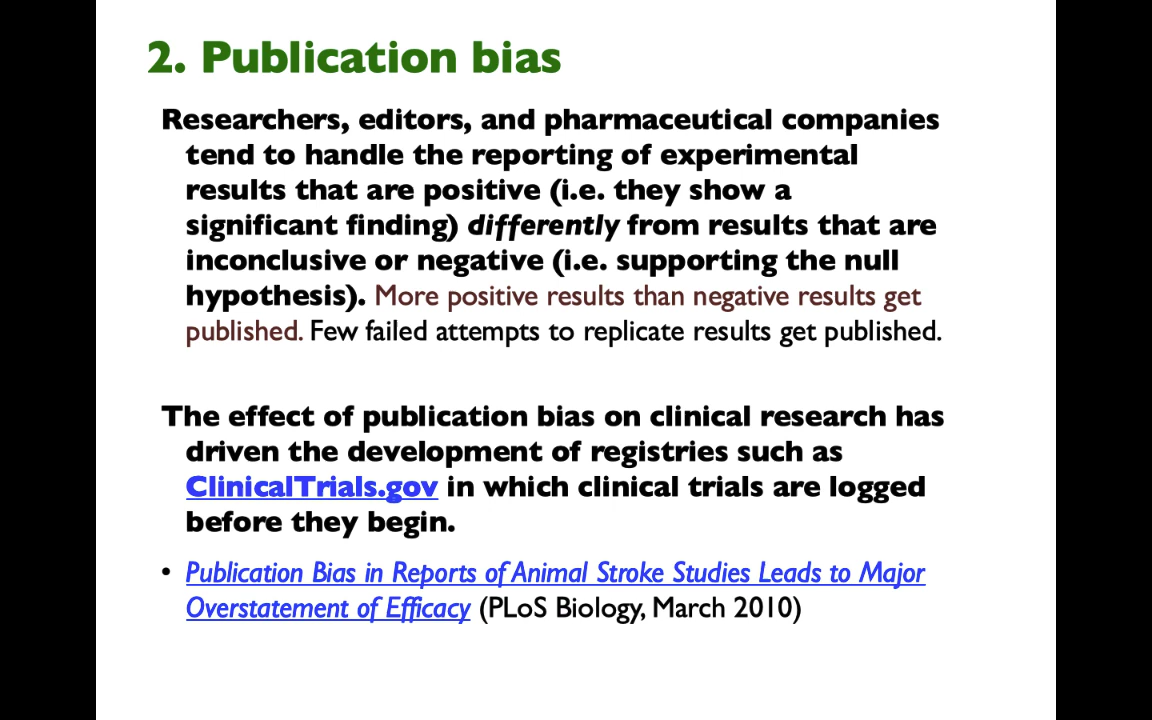 2. Publication bias
Researchers, editors, and pharmaceutical companies
tend to handle the reporting of experimental
results that are positive (i.e. they show a
significant finding) differently from results that are
inconclusive or negative (i.e. supporting the null
hypothesis). More positive results than negative results get
published. Few failed attempts to replicate results get published.
The effect of publication bias on clinical research has
driven the development of registries such as
ClinicalTrials.gov in which clinical trials are logged
before they begin.
• Publication Bias in Reports of Animal Stroke Studies Leads to Major
Overstatement of Efficacy (PLoS Biology, March 2010)